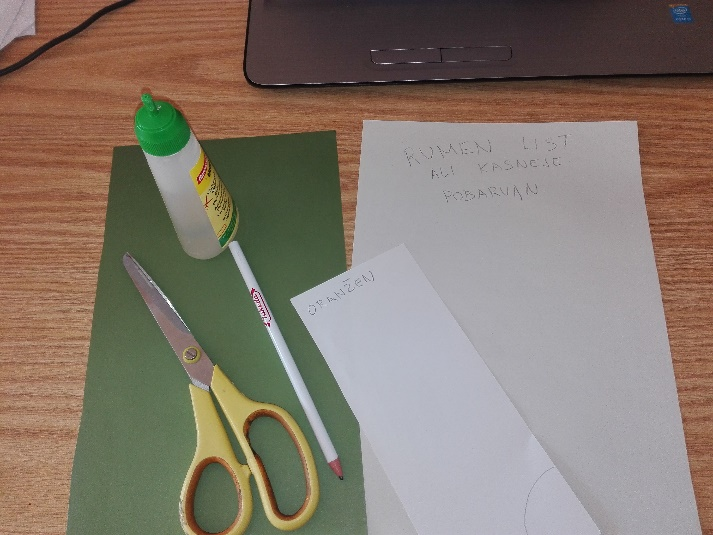 RUMEN LIST
ALI KASNEJE
POBARVAN
ORANŽEN